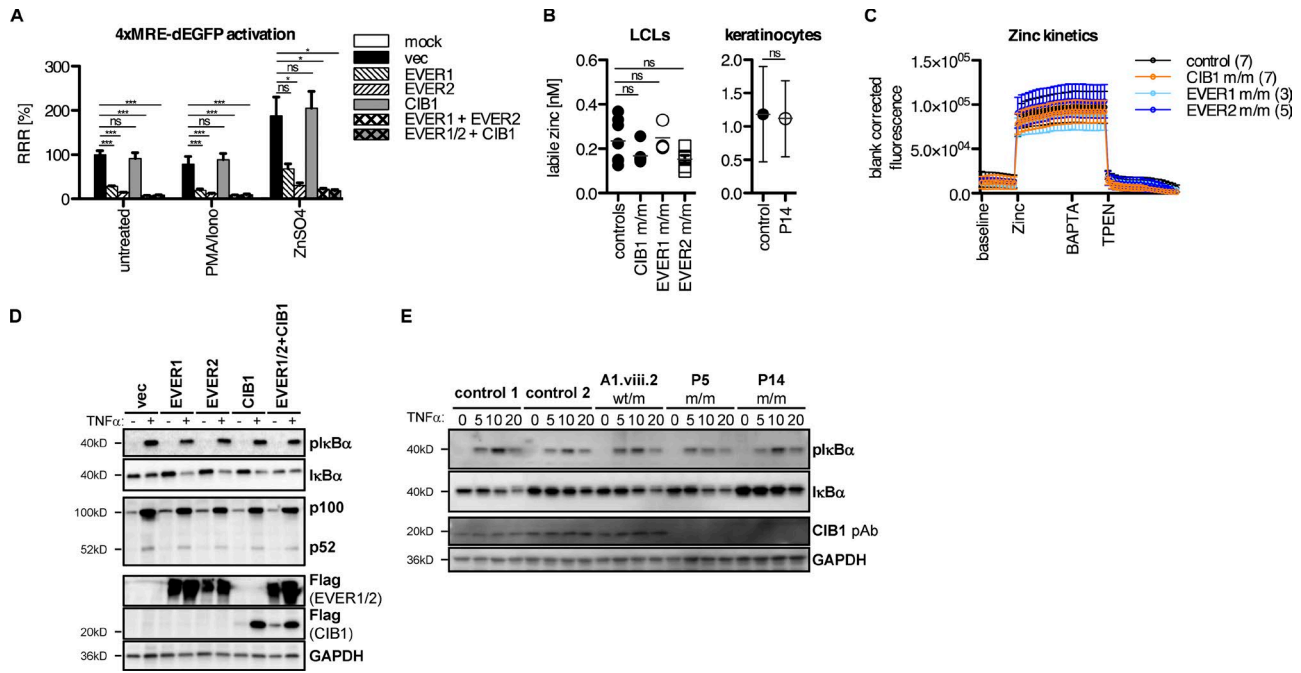 A
4xMRE-dEGFP activation
RRR [%]
300
200
100
0
untreated
PMA/Iono
ZnSO4
***
***
ns
***
***
***
***
ns
***
***
*
*
ns
*
ns
mock
vec
EVER1
EVER2
CIB1
EVER1 + EVER2
EVER1/2 + CIB1
B
LCLs
labile zinc [nM]
0.6
0.4
0.2
0.0
ns
ns
ns
controls
CIB1 m/m
EVER1 m/m
EVER2 m/m
keratinocytes
ns
2.0
1.5
1.0
0.5
0.0
control
P14
C
Zinc kinetics
blank corrected
fluorescence
1.5×10⁰⁵
1.0×10⁰⁵
5.0×10⁰⁴
0.0
baseline
Zinc
BAPTA
TPEN
control (7)
CIB1 m/m (7)
EVER1 m/m (3)
EVER2 m/m (5)
D
vec
EVER1
EVER2
CIB1
EVER1/2+CIB1
TNFα: - + - + - + - + - +
40kD pIκBα
40kD IκBα
100kD p100
52kD p52
Flag
(EVER1/2)
Flag
20kD (CIB1)
36kD GAPDH
E
control 1 control 2 A1.viii.2 P5 P14
wt/m m/m m/m
TNFα: 0 5 10 20 0 5 10 20 0 5 10 20 0 5 10 20 0 5 10 20
40kD pIκBα
40kD IκBα
20kD CIB1 pAb
36kD GAPDH